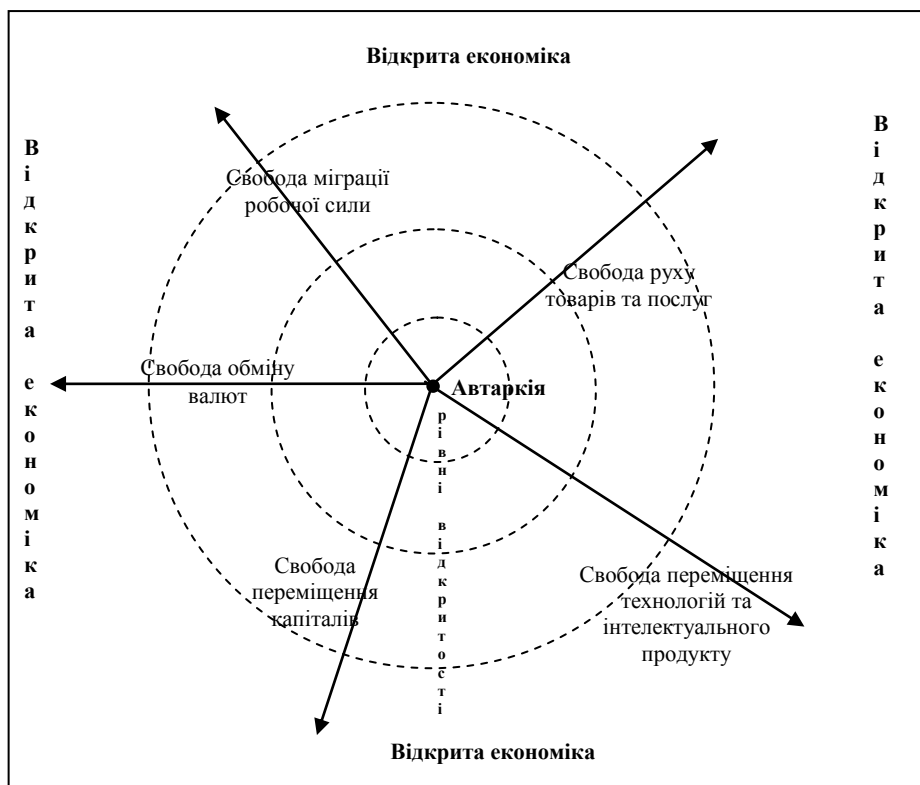 Відкрита економіка
Відкрита економіка
Свобода міграції
робочої сили
Свобода руху
товарів та послуг
Відкрита економіка
Свобода обміну
валют
Автаркія
рівні відкритості
Свобода
переміщення
капіталів
Свобода переміщення
технологій та
інтелектуального
продукту
Відкрита економіка